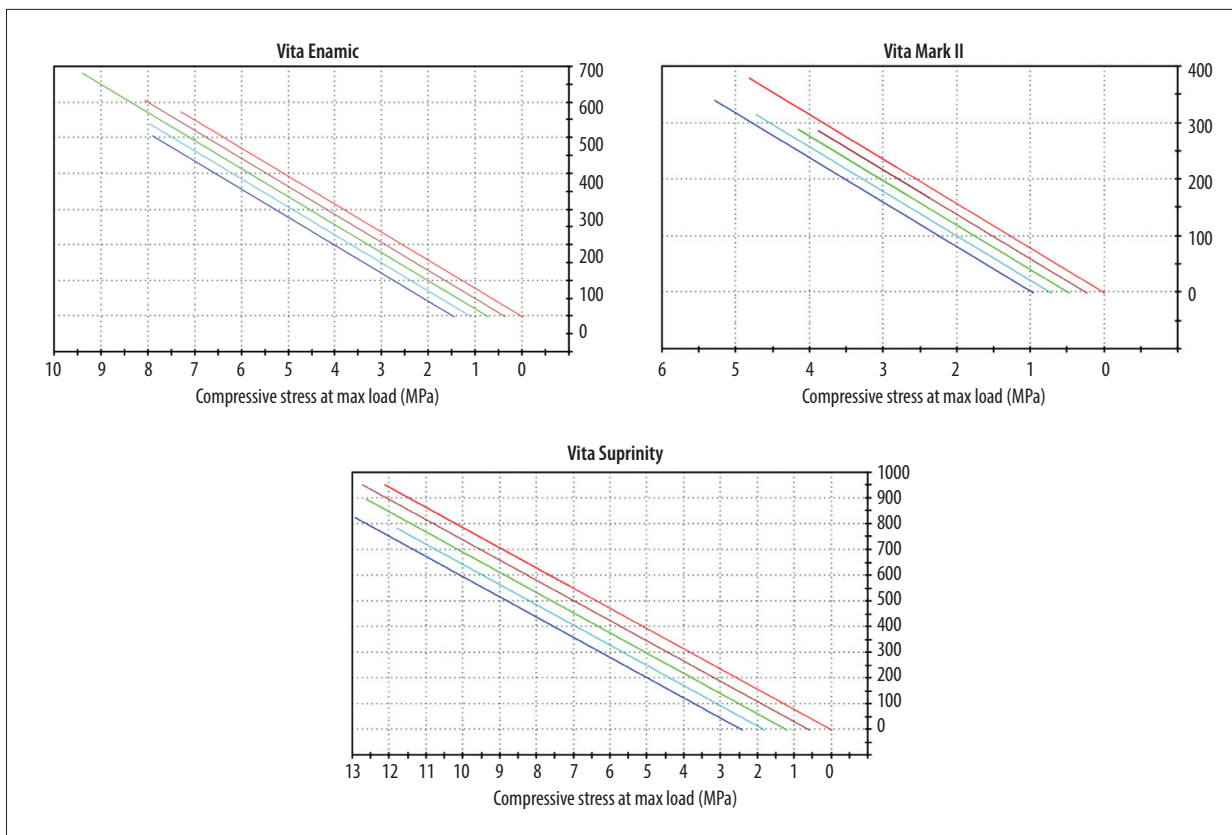 Vita Enamic
700
600
500
400
300
200
100
0
10 9 8 7 6 5 4 3 2 1 0
Compressive stress at max load (MPa)
Vita Mark II
400
300
200
100
0
6 5 4 3 2 1 0
Compressive stress at max load (MPa)
Vita Suprinity
1000
900
800
700
600
500
400
300
200
100
0
13 12 11 10 9 8 7 6 5 4 3 2 1 0
Compressive stress at max load (MPa)